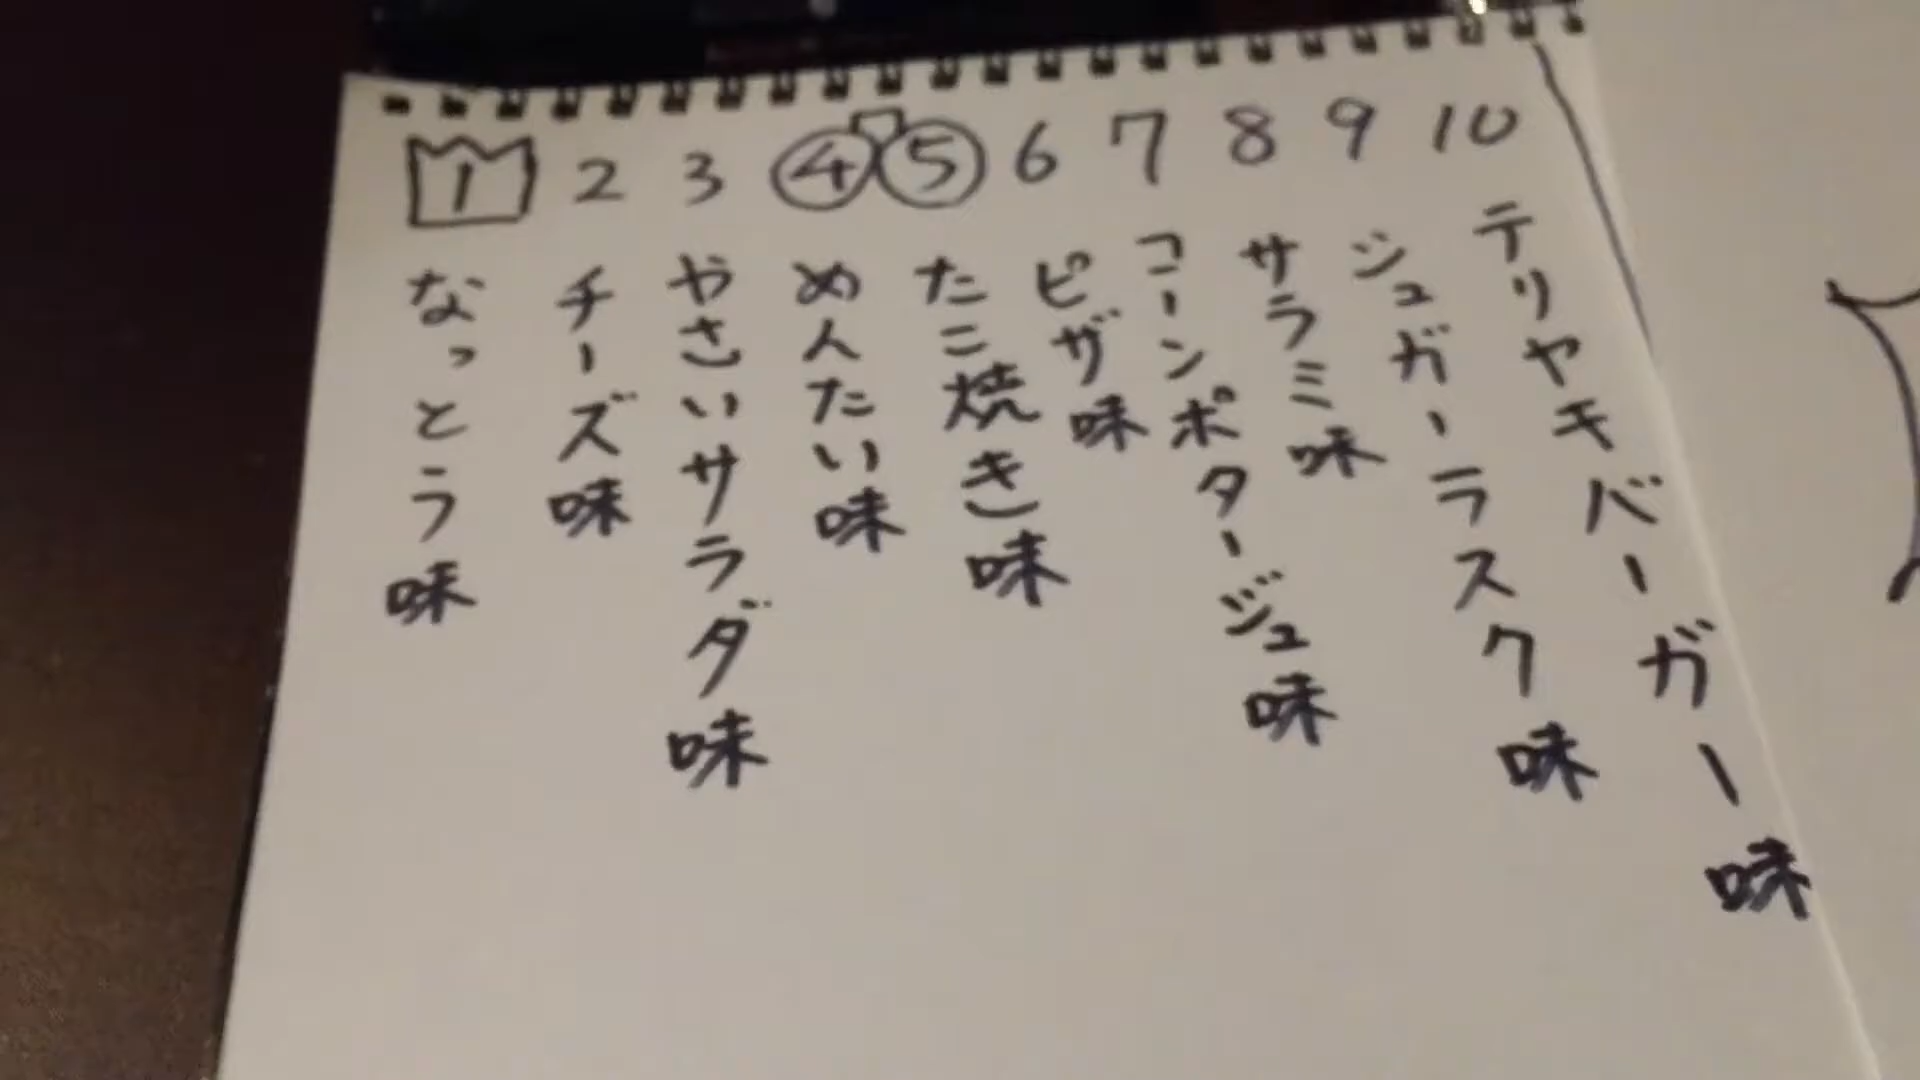 1 2 3 4 5 6 7 8 9 10
なっとう味
チーズ味
やさいサラダ味
めんたい味
たこ焼き味
ピザ味
コーンポタージュ味
サラミ味
シュガーラスク味
テリヤキバーガー味